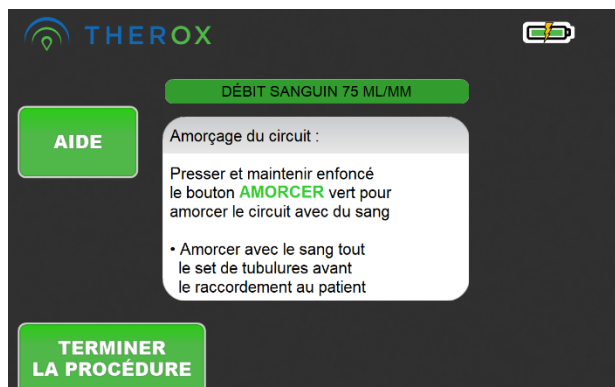 THEROX
DÉBIT SANGUIN 75 ML/MM
AIDE
Amorçage du circuit :
Presser et maintenir enfoncé
le bouton AMORCER vert pour
amorcer le circuit avec du sang
• Amorcer avec le sang tout
le set de tubulures avant
le raccordement au patient
TERMINER
LA PROCÉDURE